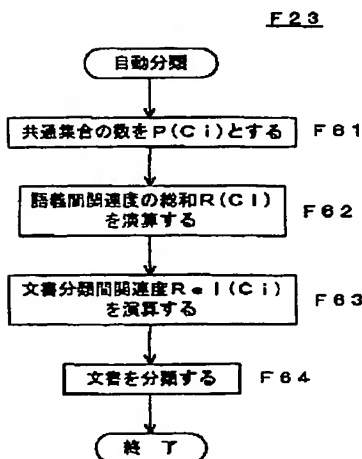 F23
自動分類
共通集合の数をP(Ci)とする F61
語義間関連度の総和R(Ci)
を演算する F62
文書分類間関連度Rel(Ci)
を演算する F63
文書を分類する F64
終了